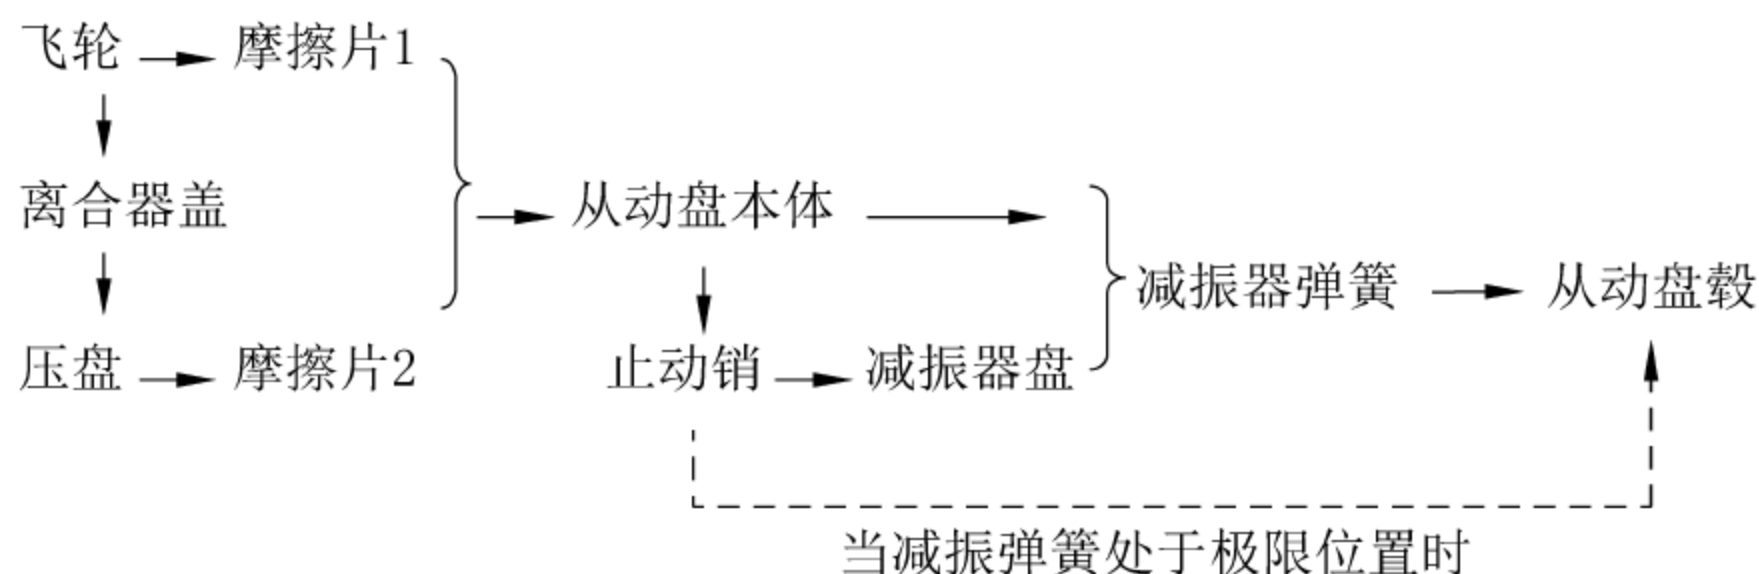 飞轮 摩擦片1
离合器盖 从动盘本体
减振器弹簧 从动盘毂
压盘 摩擦片2 止动销 减振器盘
当减振弹簧处于极限位置时